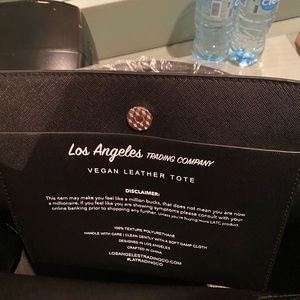 Los Angeles TRADING COMPANY
VEGAN LEATHER TOTE
DISCLAIMER:
This item may make you feel like a million bucks, that does not mean you are now
a millionaire. If you feel like you are showing symptoms please consult with your
online banking prior to shopping any further. Unless you're buying more LATC product.
100% TEXTURE POLYURETHANE
HANDLE WITH CARE | CLEAN GENTLY WITH A SOFT DAMP CLOTH
DESIGNED IN LOS ANGELES
CRAFTED IN CHINA
LOSANGELESTRADINGCO.COM
#LATRADINGCO